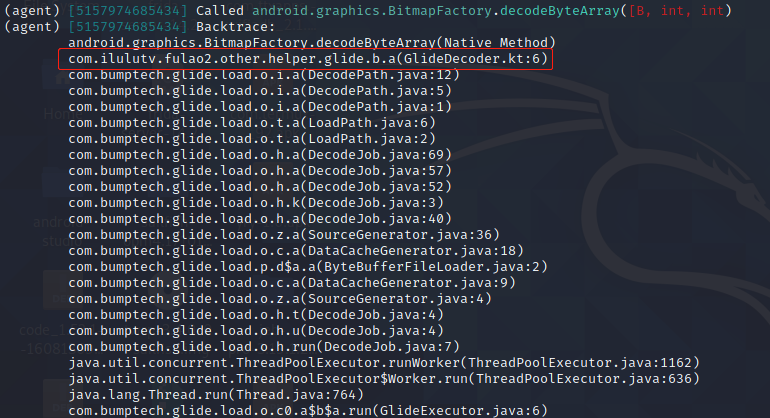 (agent) [5157974685434] Called android.graphics.BitmapFactory.decodeByteArray([B, int, int)
(agent) [5157974685434] Backtrace:
android.graphics.BitmapFactory.decodeByteArray(Native Method)
com.ilulutv.fulao2.other.helper.glide.b.a(GlideDecoder.kt:6)
com.bumptech.glide.load.o.i.a(DecodePath.java:12)
com.bumptech.glide.load.o.i.a(DecodePath.java:5)
com.bumptech.glide.load.o.i.a(DecodePath.java:1)
com.bumptech.glide.load.o.t.a(LoadPath.java:6)
com.bumptech.glide.load.o.t.a(LoadPath.java:2)
com.bumptech.glide.load.o.h.a(DecodeJob.java:69)
com.bumptech.glide.load.o.h.a(DecodeJob.java:57)
com.bumptech.glide.load.o.h.a(DecodeJob.java:52)
com.bumptech.glide.load.o.h.k(DecodeJob.java:3)
com.bumptech.glide.load.o.h.a(DecodeJob.java:40)
com.bumptech.glide.load.o.z.a(SourceGenerator.java:36)
com.bumptech.glide.load.o.c.a(DataCacheGenerator.java:18)
com.bumptech.glide.load.p.d$a.a(ByteBufferFileLoader.java:2)
com.bumptech.glide.load.o.c.a(DataCacheGenerator.java:9)
com.bumptech.glide.load.o.z.a(SourceGenerator.java:4)
com.bumptech.glide.load.o.h.t(DecodeJob.java:4)
com.bumptech.glide.load.o.h.u(DecodeJob.java:4)
com.bumptech.glide.load.o.h.run(DecodeJob.java:7)
java.util.concurrent.ThreadPoolExecutor.runWorker(ThreadPoolExecutor.java:1162)
java.util.concurrent.ThreadPoolExecutor$Worker.run(ThreadPoolExecutor.java:636)
java.lang.Thread.run(Thread.java:764)
com.bumptech.glide.load.o.c0.a$b$a.run(GlideExecutor.java:6)